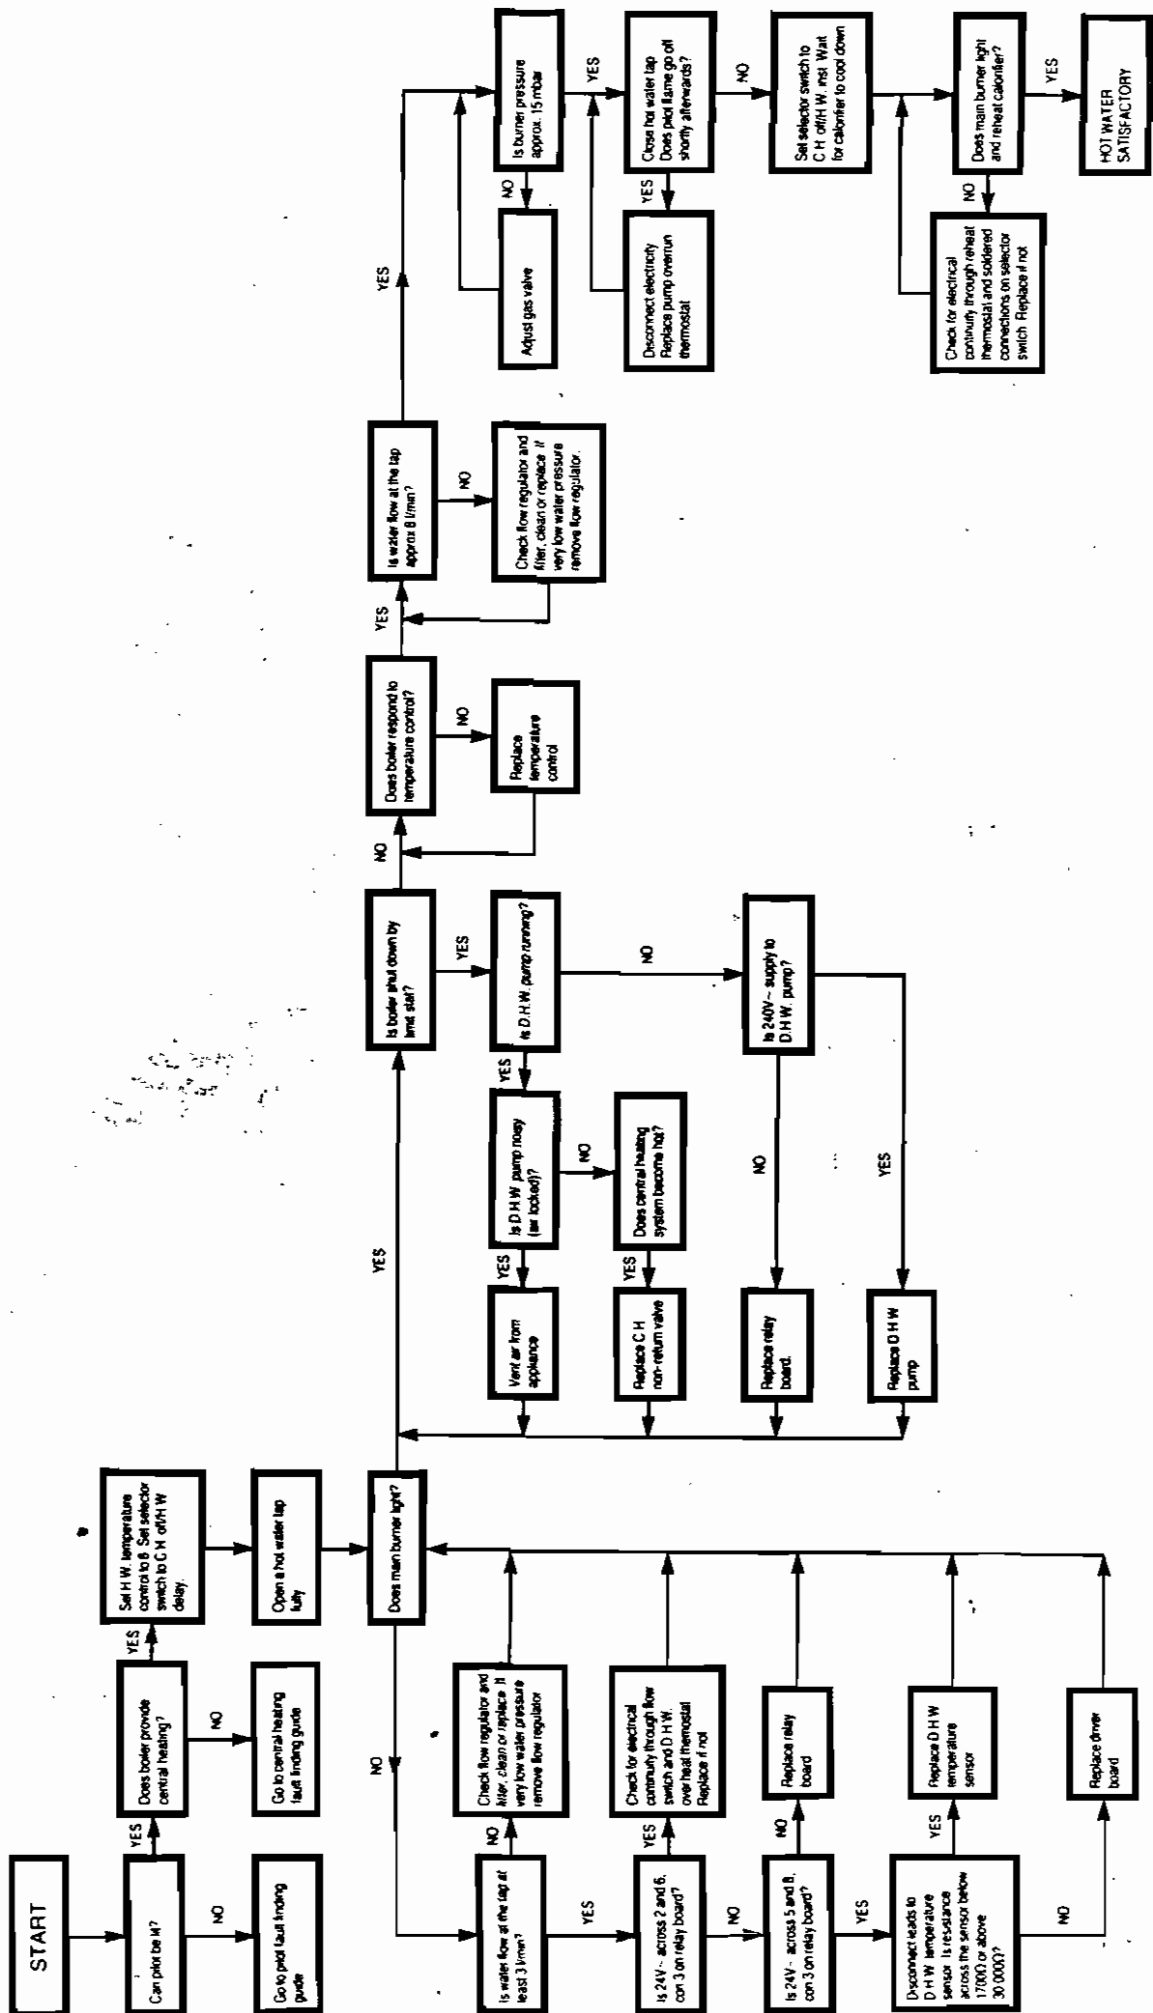 START
Can pilot be lit?
YES
NO
Go to pilot fault finding
guide
Does boiler provide
central heating?
YES
NO
Go to central heating
fault finding guide
Set H.W. temperature
control to 6 Set selector
switch to C H off/H W
delay.
Open a hot water tap
fully
Does main burner light?
NO
YES
Is water flow at the tap at
least 3 l/min?
NO
Check flow regulator and
filter, clean or replace If
very low water pressure
remove flow regulator
YES
Is 24V~ across 2 and 6,
con 3 on relay board?
YES
Check for electrical
continuity through flow
switch and D H W.
over heat themostat
Replace if not
NO
Is 24V~ across 5 and 8,
con 3 on relay board?
NO
Replace relay
board
YES
Disconnect leads to
D H W temperature
sensor Is resistance
across the sensor below
1700Ω or above
30 000Ω?
YES
Replace D H W
temperature
sensor
NO
Replace driver
board
Is boiler shut down by
limit stat?
NO
YES
Is D.H.W. pump running?
YES
Is D H W pump noisy
(air locked)?
YES
Vent air from
appliance
NO
Does central heating
system become hot?
YES
Replace C H
non-return valve
NO
Is 240V~ supply to
D.H W. pump?
NO
Replace relay
board.
YES
Replace D H W
pump
Does boiler respond to
temperature control?
YES
NO
Replace
temperature
control
Is water flow at the tap
approx 8 l/min?
YES
NO
Check flow regulator and
filter, clean or replace If
very low water pressure
remove flow regulator.
Is burner pressure
approx. 15 mbar
NO
Adjust gas valve
YES
Close hot water tap
Does pilot flame go off
shortly afterwards?
YES
Disconnect electricity
Replace pump overrun
thermostat
NO
Set selector switch to
C H off/H W. inst Wait
for calorifier to cool down
Does main burner light
and reheat calorifier?
NO
Check for electrical
continuity through reheat
thermostat and soldered
connections on selector
switch Replace if not
YES
HOT WATER
SATISFACTORY